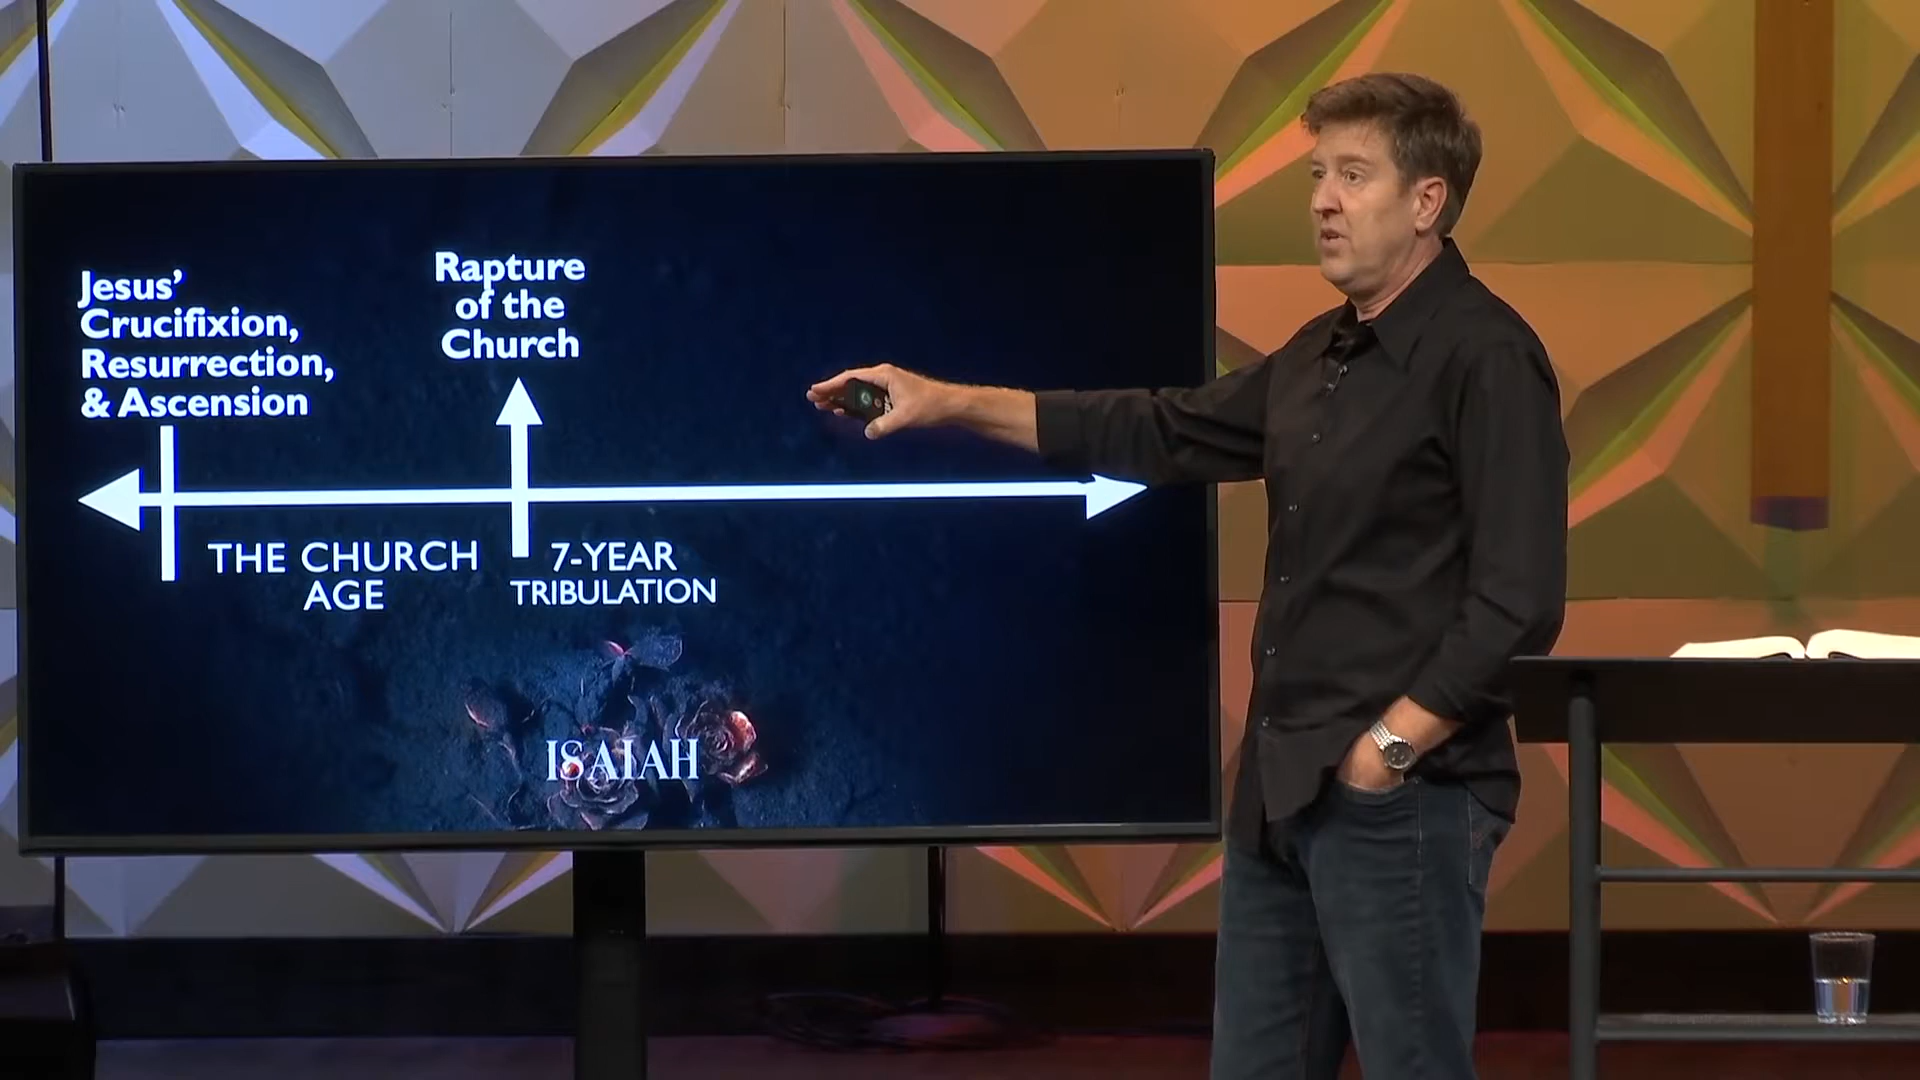 Jesus’
Crucifixion,
Resurrection,
& Ascension
Rapture
of the
Church
THE CHURCH
AGE
7-YEAR
TRIBULATION
ISAIAH